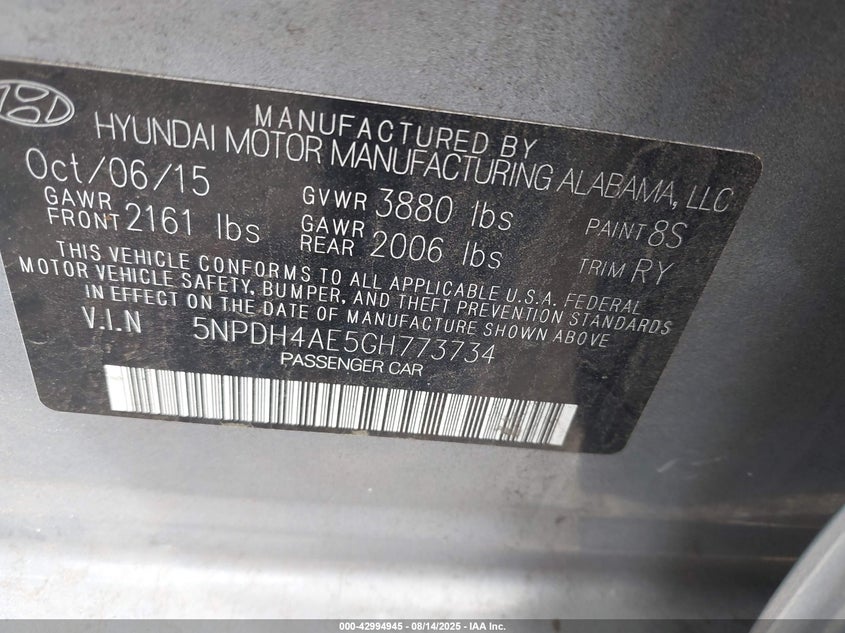 MANUFACTURED BY
HYUNDAI MOTOR MANUFACTURING ALABAMA, LLC
Oct/06/15 GVWR 3880 lbs PAINT 8S
GAWR FRONT 2161 lbs GAWR REAR 2006 lbs TRIM RY
THIS VEHICLE CONFORMS TO ALL APPLICABLE U.S.A. FEDERAL
MOTOR VEHICLE SAFETY, BUMPER, AND THEFT PREVENTION STANDARDS
IN EFFECT ON THE DATE OF MANUFACTURE SHOWN ABOVE
V.I.N 5NPDH4AE5GH773734
PASSENGER CAR
000-42994945 - 08/14/2025 - IAA Inc.